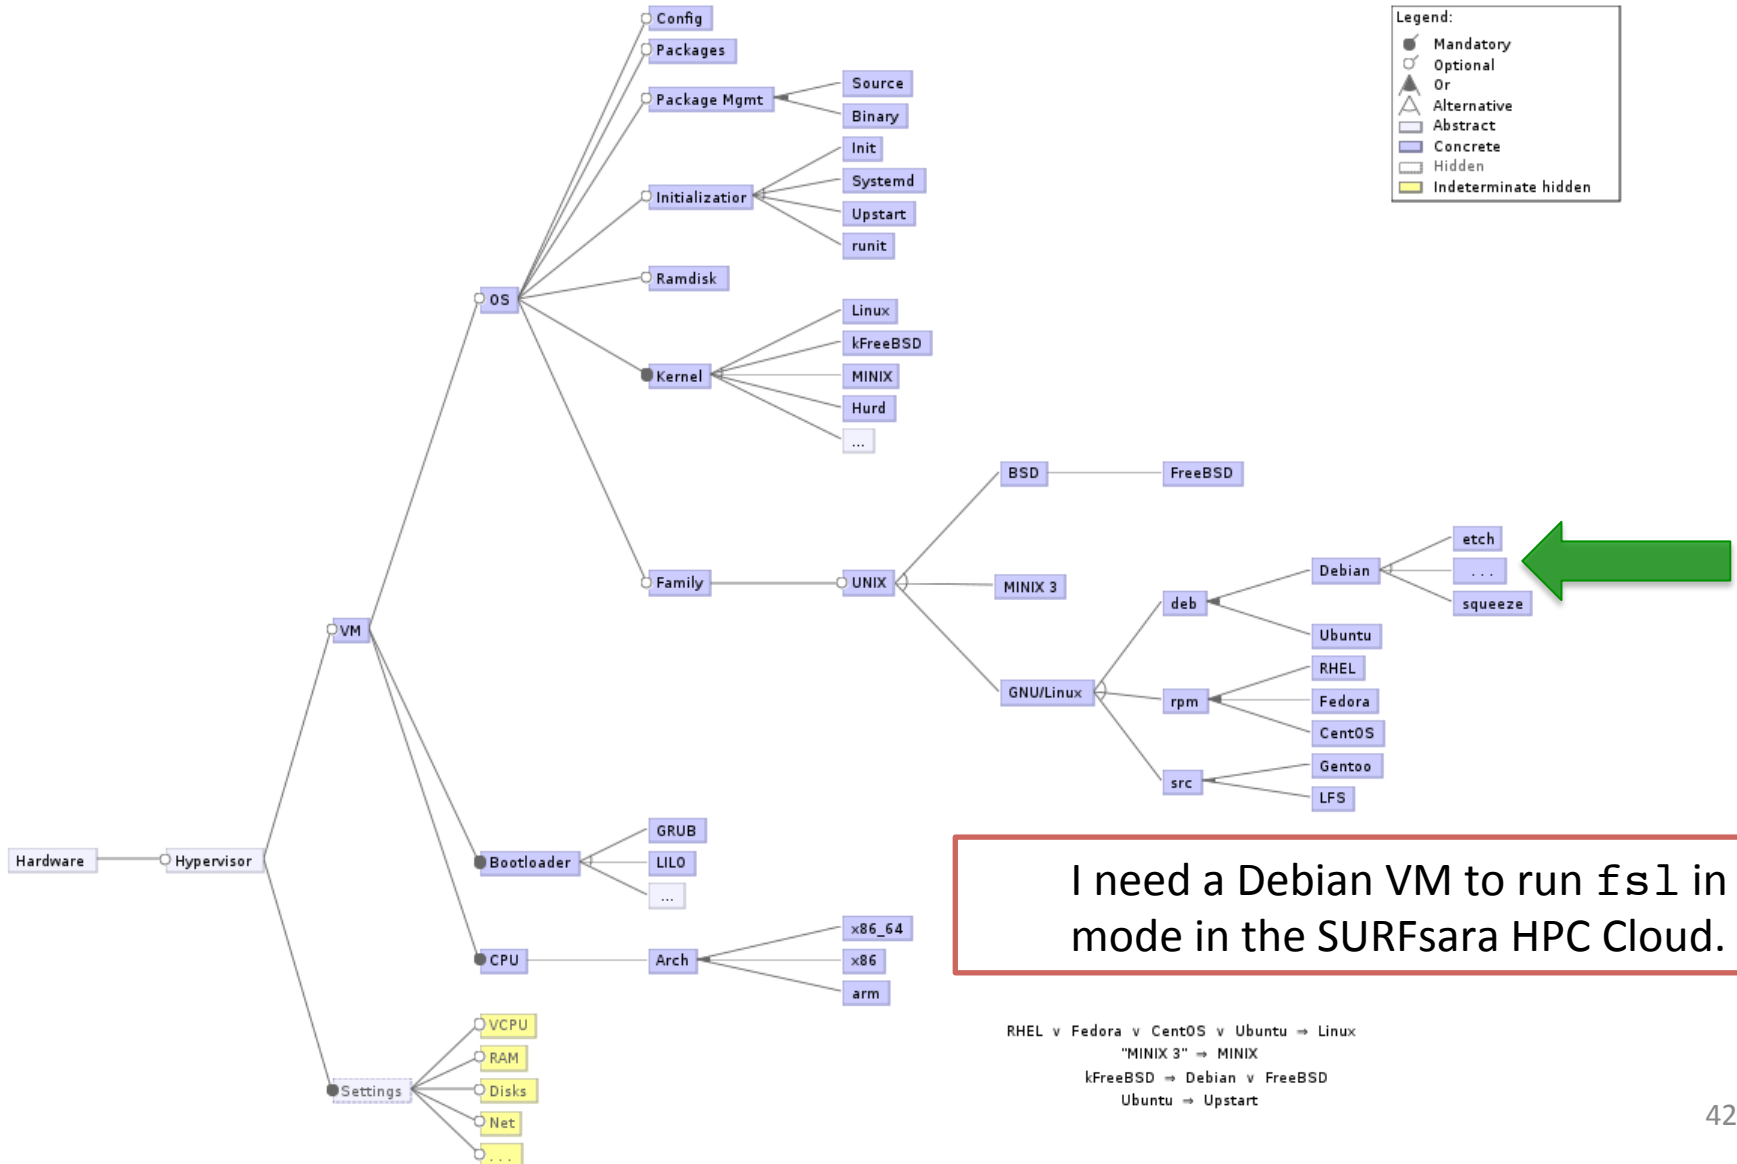 Config
Packages
Package Mgmt
Source
Binary
Init
Systemd
Upstart
runit
Initializatior
Ramdisk
OS
Linux
kFreeBSD
MINIX
Hurd
...
Kernel
Family
UNIX
BSD
FreeBSD
MINIX 3
GNU/Linux
deb
Debian
etch
...
squeeze
Ubuntu
rpm
RHEL
Fedora
CentOS
src
Gentoo
LFS
VM
Hardware
Hypervisor
Bootloader
GRUB
LILO
...
CPU
Arch
x86_64
x86
arm
Settings
VCPU
RAM
Disks
Net
...
Legend:
Mandatory
Optional
Or
Alternative
Abstract
Concrete
Hidden
Indeterminate hidden
I need a Debian VM to run fsl in
mode in the SURFsara HPC Cloud.
RHEL ∨ Fedora ∨ CentOS ∨ Ubuntu ⇒ Linux
"MINIX 3" ⇒ MINIX
kFreeBSD ⇒ Debian ∨ FreeBSD
Ubuntu ⇒ Upstart
42